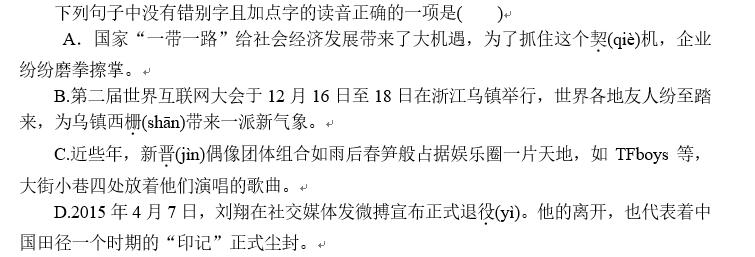 下列句子中没有错别字且加点字的读音正确的一项是(　　)↵
A．国家“一带一路”给社会经济发展带来了大机遇，为了抓住这个契(qiè)机，企业
纷纷磨拳擦掌。↵
B.第二届世界互联网大会于 12 月 16 日至 18 日在浙江乌镇举行，世界各地友人纷至踏
来，为乌镇西栅(shān)带来一派新气象。↵
C.近些年，新晋(jìn)偶像团体组合如雨后春笋般占据娱乐圈一片天地，如 TFboys 等，
大街小巷四处放着他们演唱的歌曲。↵
D.2015 年 4 月 7 日，刘翔在社交媒体发微搏宣布正式退役(yì)。他的离开，也代表着中
国田径一个时期的“印记”正式尘封。↵